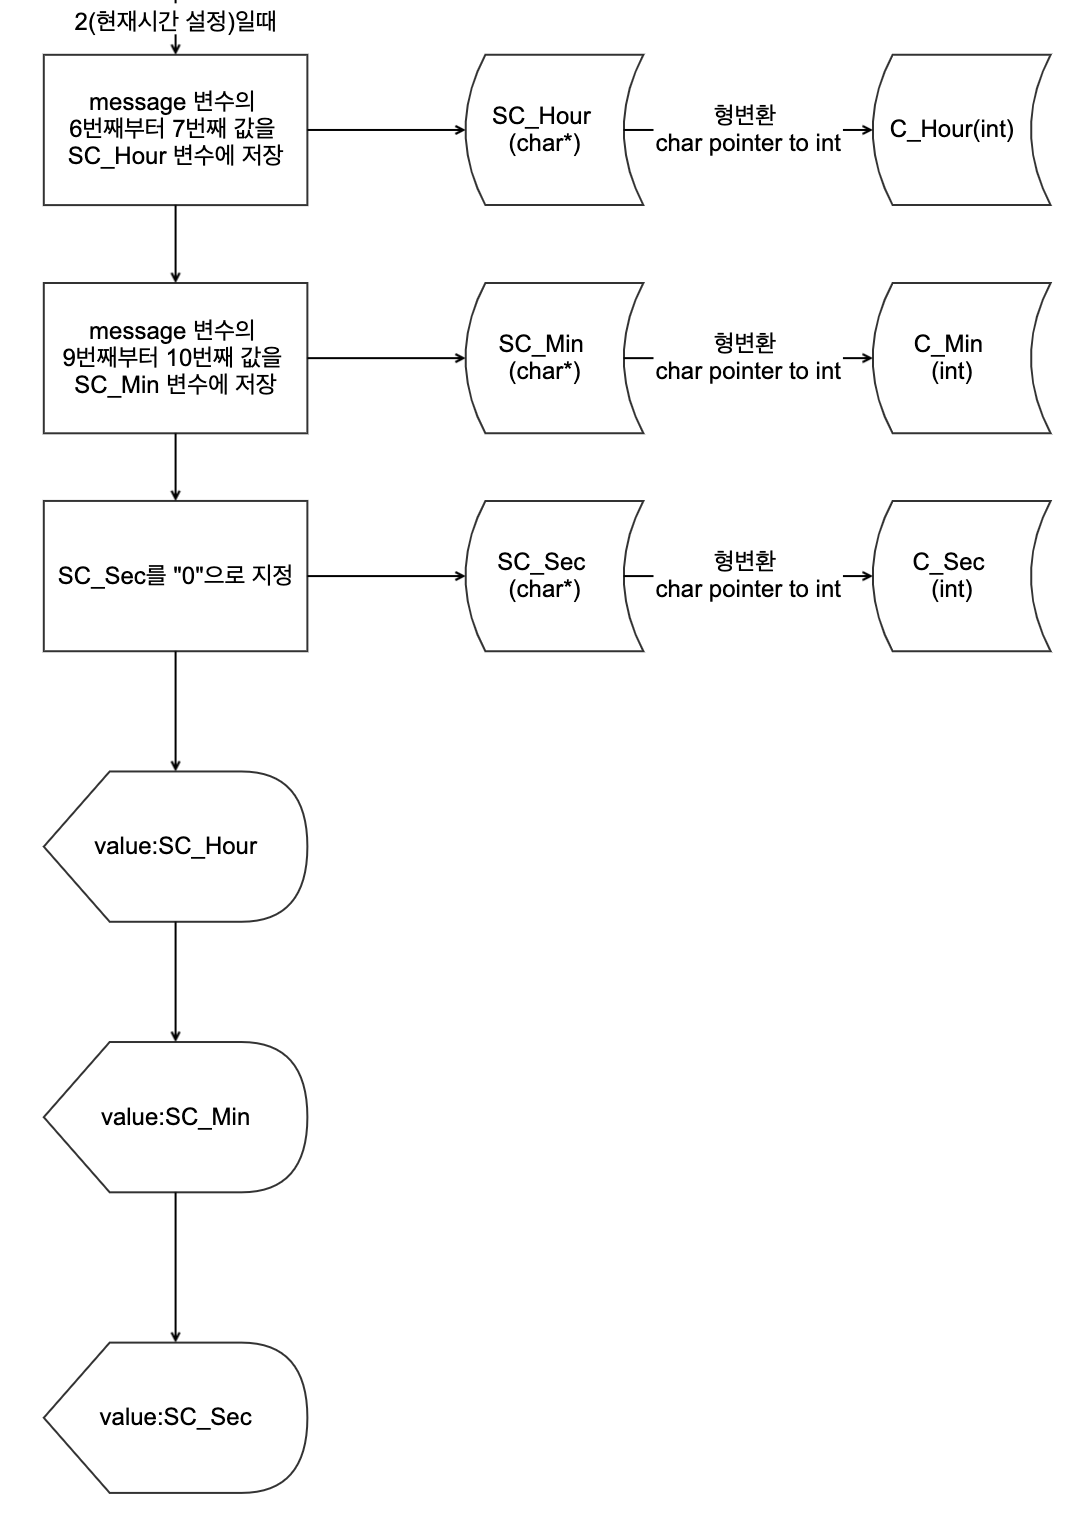 2(현재시간 설정)일때
message 변수의
6번째부터 7번째 값을
SC_Hour 변수에 저장
SC_Hour
(char*)
형변환
char pointer to int
C_Hour(int)
message 변수의
9번째부터 10번째 값을
SC_Min 변수에 저장
SC_Min
(char*)
형변환
char pointer to int
C_Min
(int)
SC_Sec를 "0"으로 지정
SC_Sec
(char*)
형변환
char pointer to int
C_Sec
(int)
value:SC_Hour
value:SC_Min
value:SC_Sec